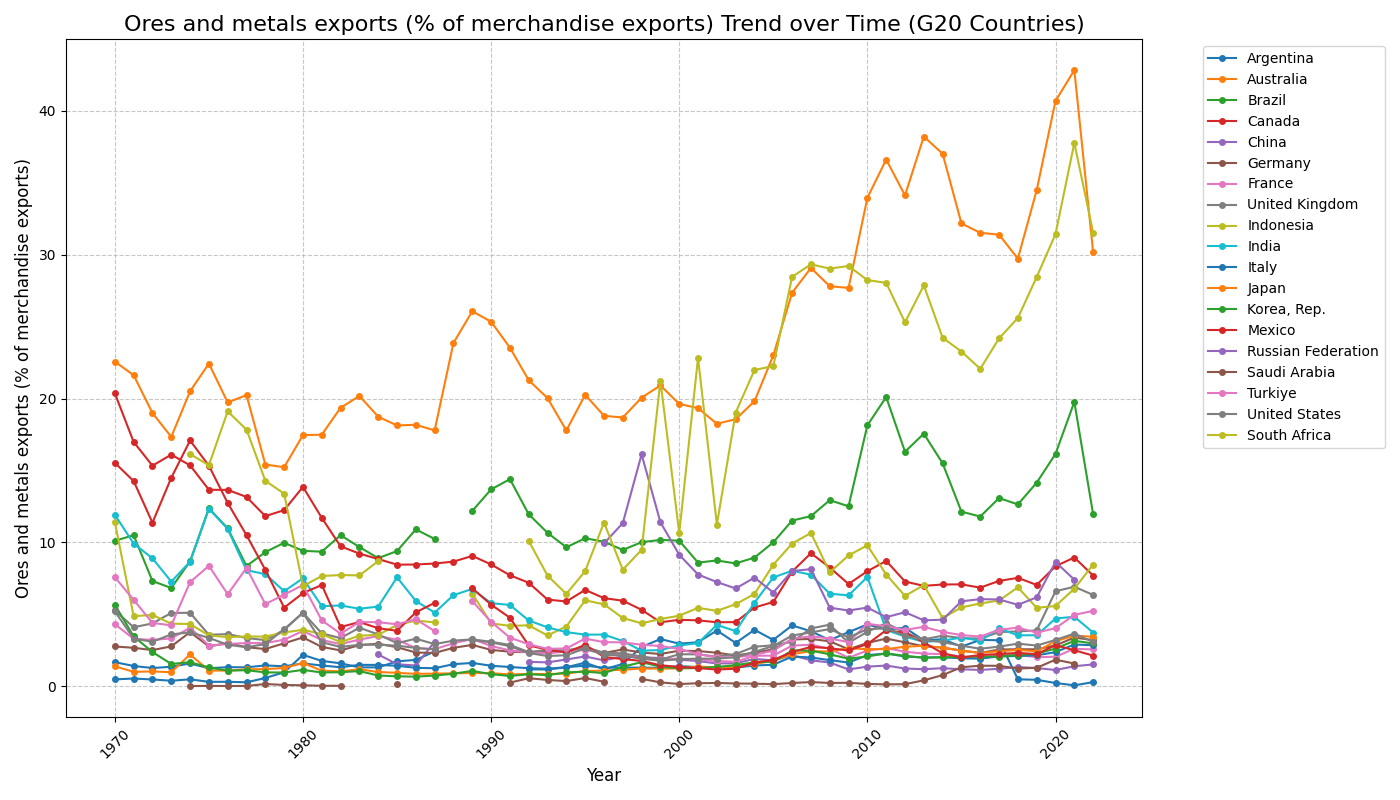 Ores and metals exports (% of merchandise exports) Trend over Time (G20 Countries)
Ores and metals exports (% of merchandise exports)
40
30
20
10
0
1970
1980
1990
2000
2010
2020
Year
Argentina
Australia
Brazil
Canada
China
Germany
France
United Kingdom
Indonesia
India
Italy
Japan
Korea, Rep.
Mexico
Russian Federation
Saudi Arabia
Turkiye
United States
South Africa